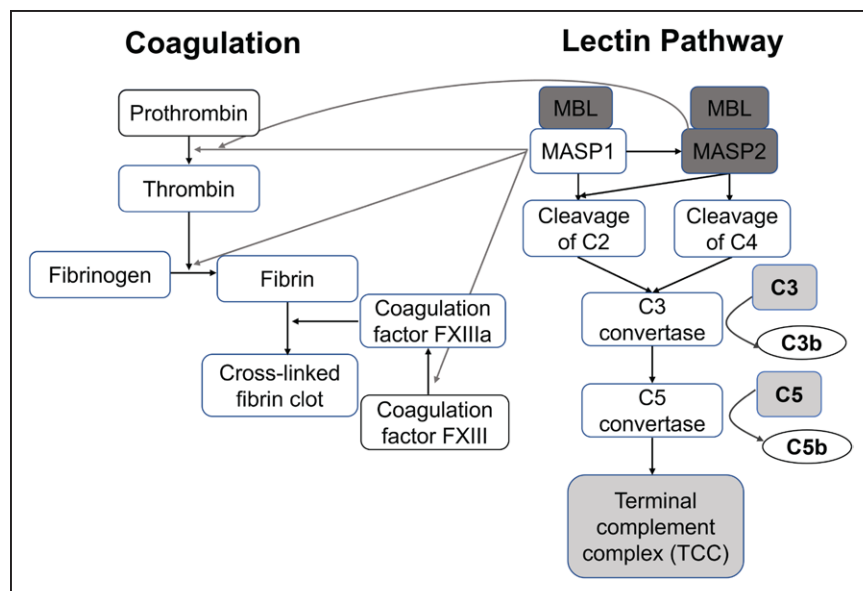 Coagulation
Lectin Pathway
Prothrombin
Thrombin
Fibrinogen
Fibrin
Coagulation
factor FXIIIa
Cross-linked
fibrin clot
Coagulation
factor FXIII
MBL
MBL
MASP1
MASP2
Cleavage
of C2
Cleavage
of C4
C3
convertase
C3
C3b
C5
convertase
C5
C5b
Terminal
complement
complex (TCC)